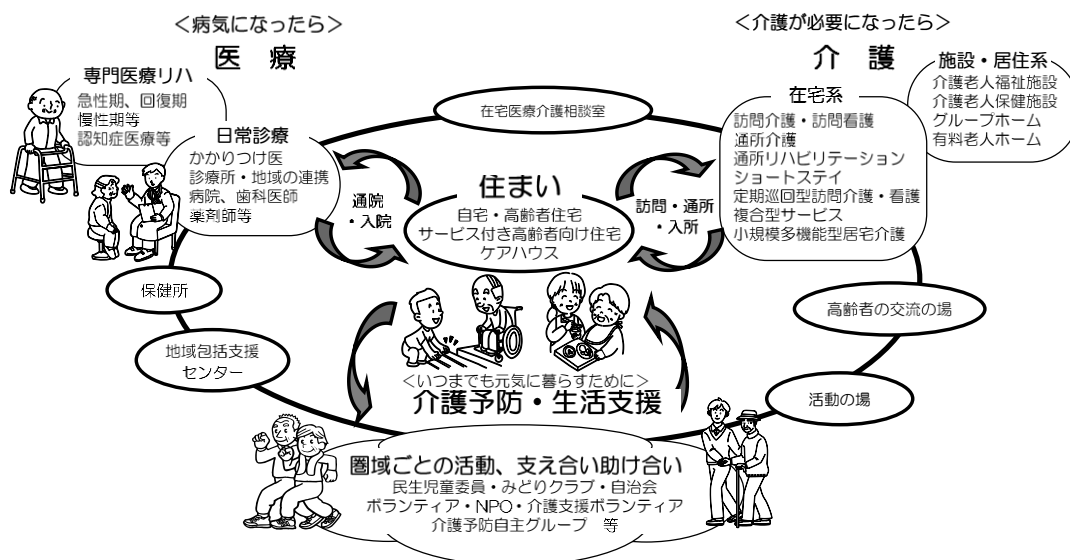 ＜病気になったら＞
医 療
専門医療リハ
急性期、回復期
慢性期等
認知症医療等
日常診療
かかりつけ医
診療所・地域の連携
病院、歯科医師
薬剤師等
＜介護が必要になったら＞
介 護
施設・居住系
介護老人福祉施設
介護老人保健施設
グループホーム
有料老人ホーム
在宅系
訪問介護・訪問看護
通所介護
通所リハビリテーション
ショートステイ
定期巡回型訪問介護・看護
複合型サービス
小規模多機能型居宅介護
在宅医療介護相談室
通院
・入院
住まい
自宅・高齢者住宅
サービス付き高齢者向け住宅
ケアハウス
訪問・通所
・入所
保健所
地域包括支援
センター
高齢者の交流の場
活動の場
＜いつまでも元気に暮らすために＞
介護予防・生活支援
圏域ごとの活動、支え合い助け合い
民生児童委員・みどりクラブ・自治会
ボランティア・NPO・介護支援ボランティア
介護予防自主グループ 等